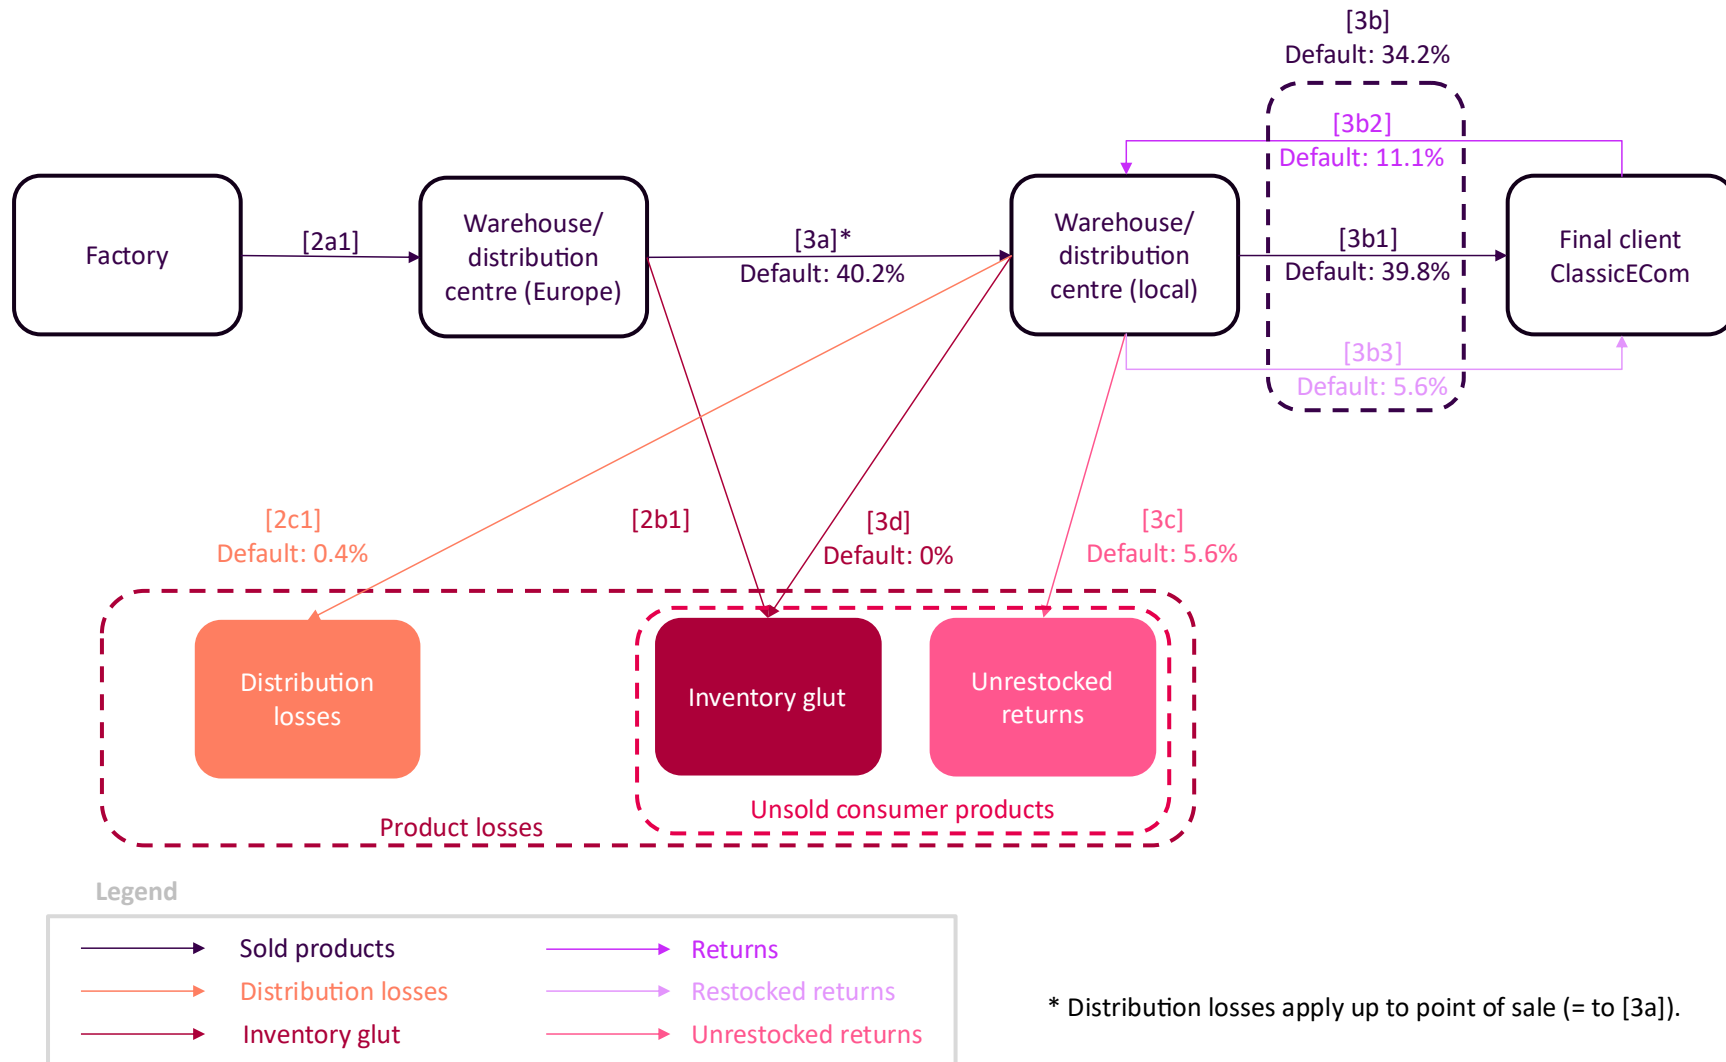 [3b]
Default: 34.2%
[3b2]
Default: 11.1%
Factory
[2a1]
Warehouse/
distribution
centre (Europe)
[3a]*
Default: 40.2%
Warehouse/
distribution
centre (local)
[3b1]
Default: 39.8%
Final client
ClassicECom
[3b3]
Default: 5.6%
[2c1]
Default: 0.4%
[2b1]
[3d]
Default: 0%
[3c]
Default: 5.6%
Distribution
losses
Inventory glut
Unrestocked
returns
Unsold consumer products
Product losses
Legend
Sold products
Returns
Distribution losses
Restocked returns
Inventory glut
Unrestocked returns
* Distribution losses apply up to point of sale (= to [3a]).